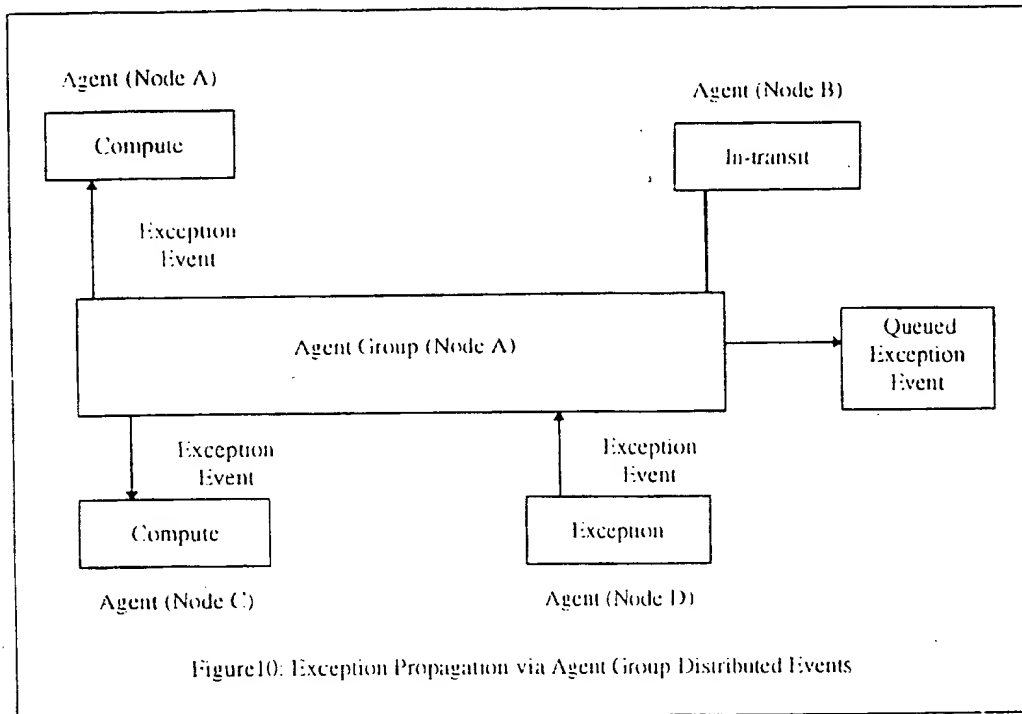 Agent (Node A)
Compute
Agent (Node B)
In-transit
Exception
Event
Agent Group (Node A)
Queued
Exception
Event
Exception
Event
Exception
Event
Compute
Exception
Agent (Node C)
Agent (Node D)
Figure10: Exception Propagation via Agent Group Distributed Events